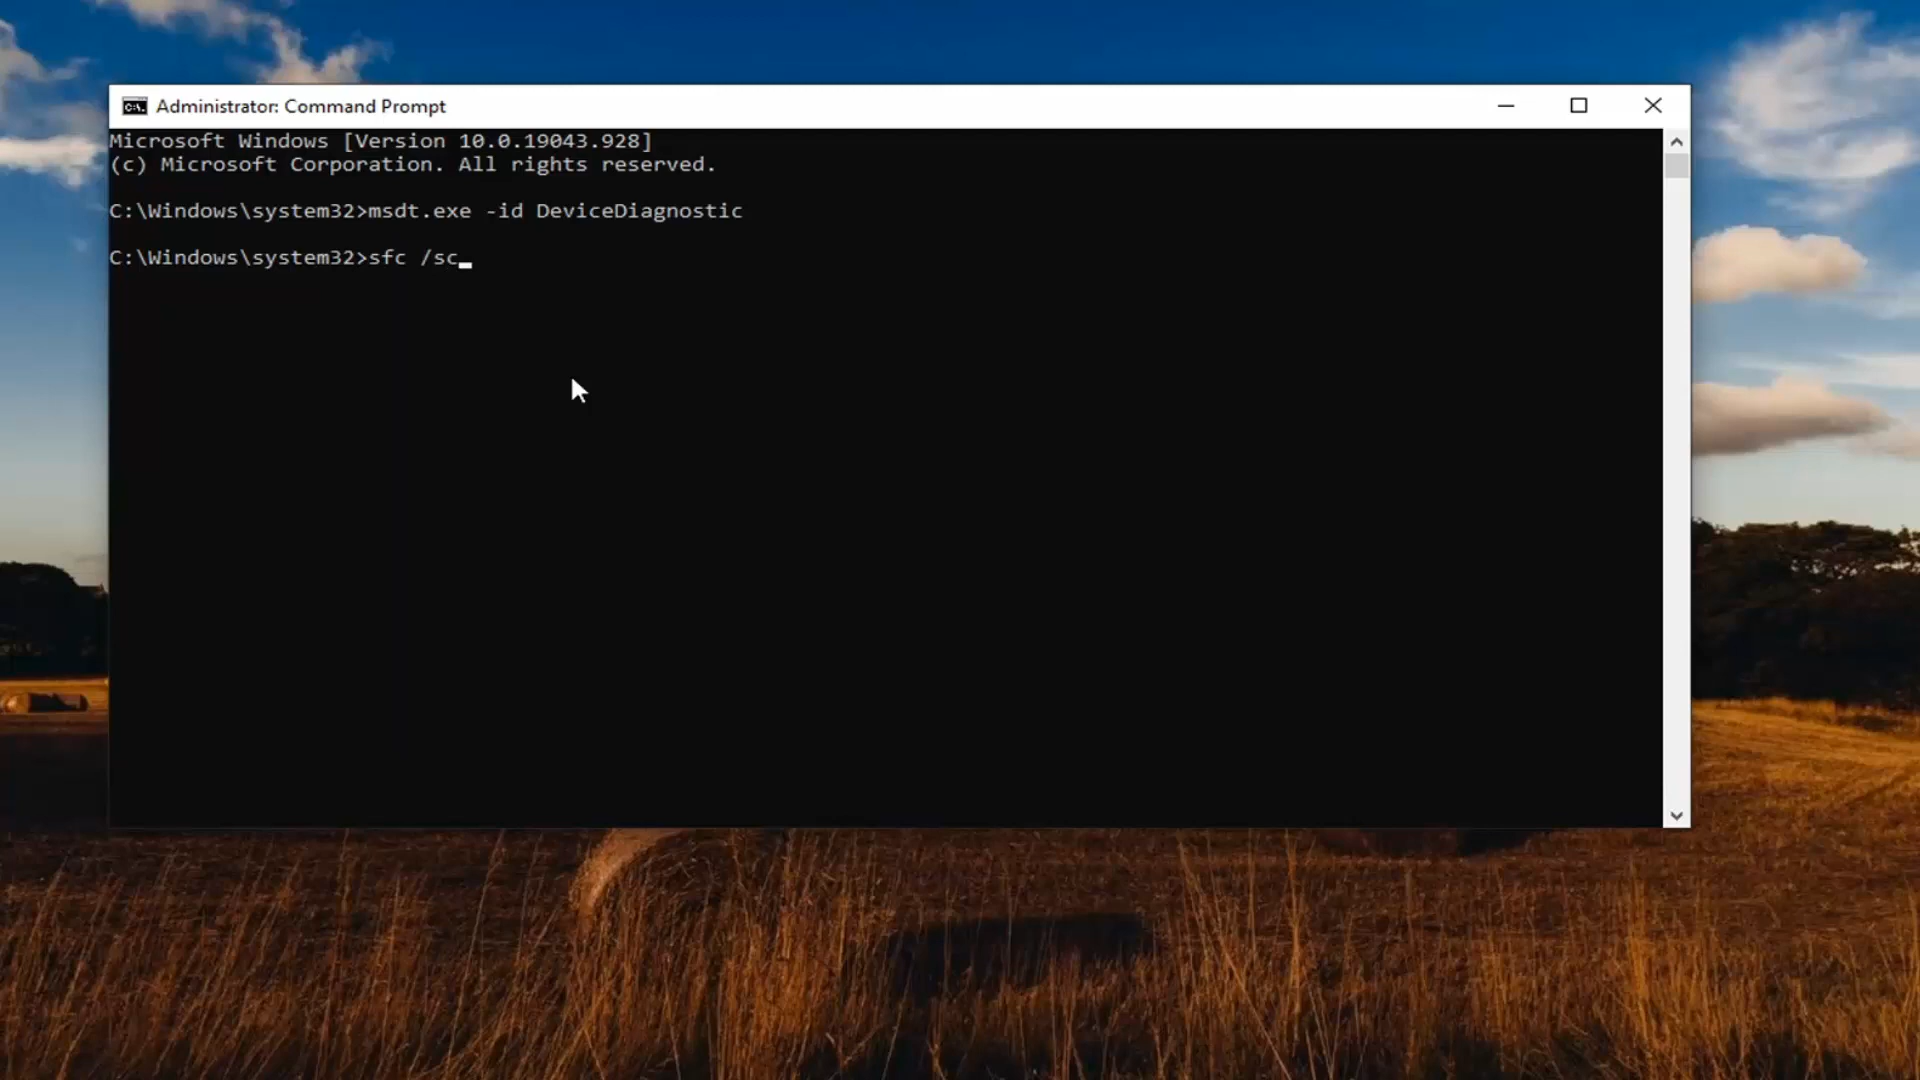 Administrator: Command Prompt
Microsoft Windows [Version 10.0.19043.928]
(c) Microsoft Corporation. All rights reserved.
C:\Windows\system32>msdt.exe -id DeviceDiagnostic
C:\Windows\system32>sfc /sc